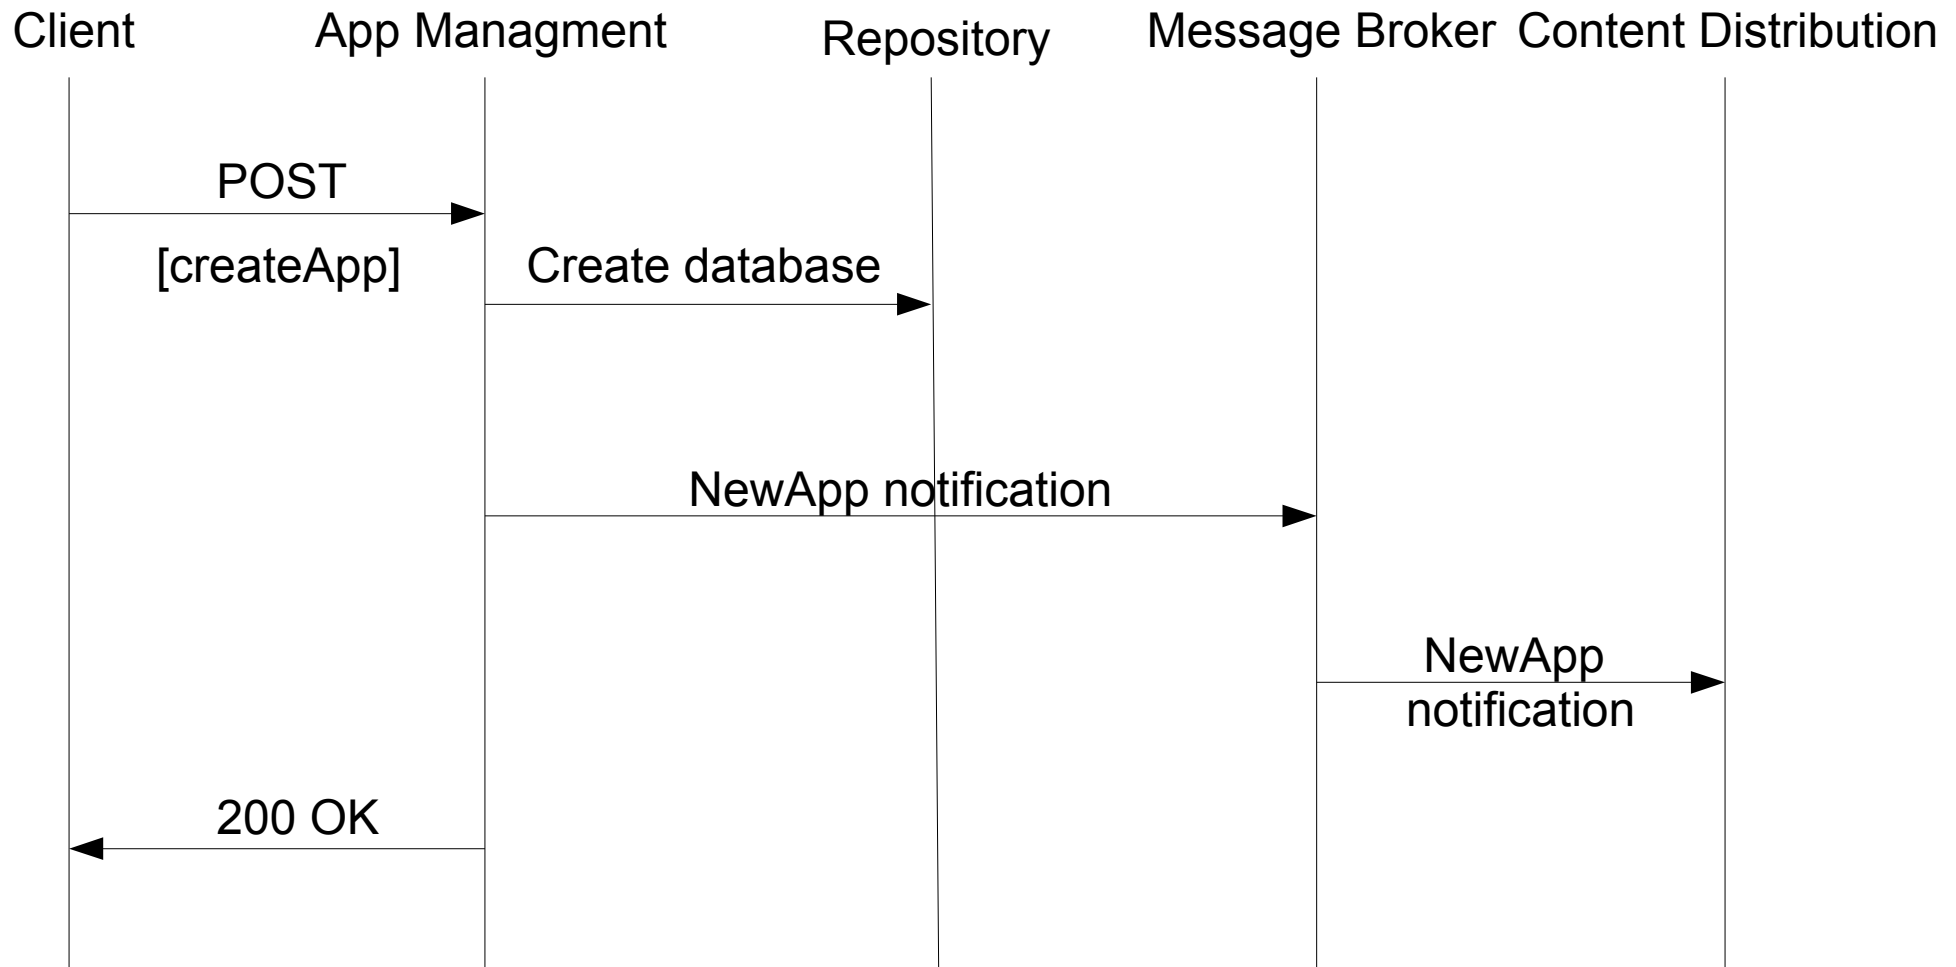 Client
App Managment
Repository
Message Broker
Content Distribution
POST
[createApp]
Create database
NewApp notification
NewApp
notification
200 OK